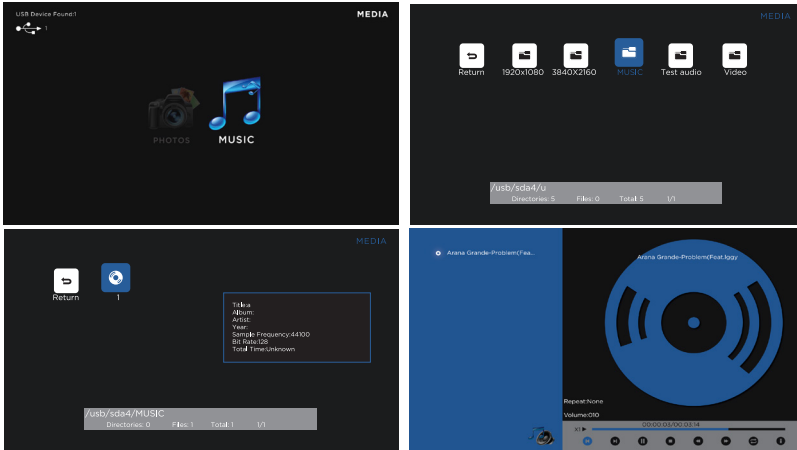 USB Device Found:1
MEDIA
1
PHOTOS
MUSIC
Return
1920x1080
3840X2160
MUSIC
Test audio
Video
/usb/sda4/u
Directories: 5 Files: 0 Total: 5 1/1
MEDIA
Return
1
Title:a
Album:
Artist:
Year:
Sample Frequency:44100
Bit Rate:128
Total Time:Unknown
/usb/sda4/MUSIC
Directories: 0 Files: 1 Total: 1 1/1
Arana Grande-Problem(Fea...
Arana Grande-Problem(Feat.Iggy
Repeat:None
Volume:010
00:00:03/00:03:14
X1